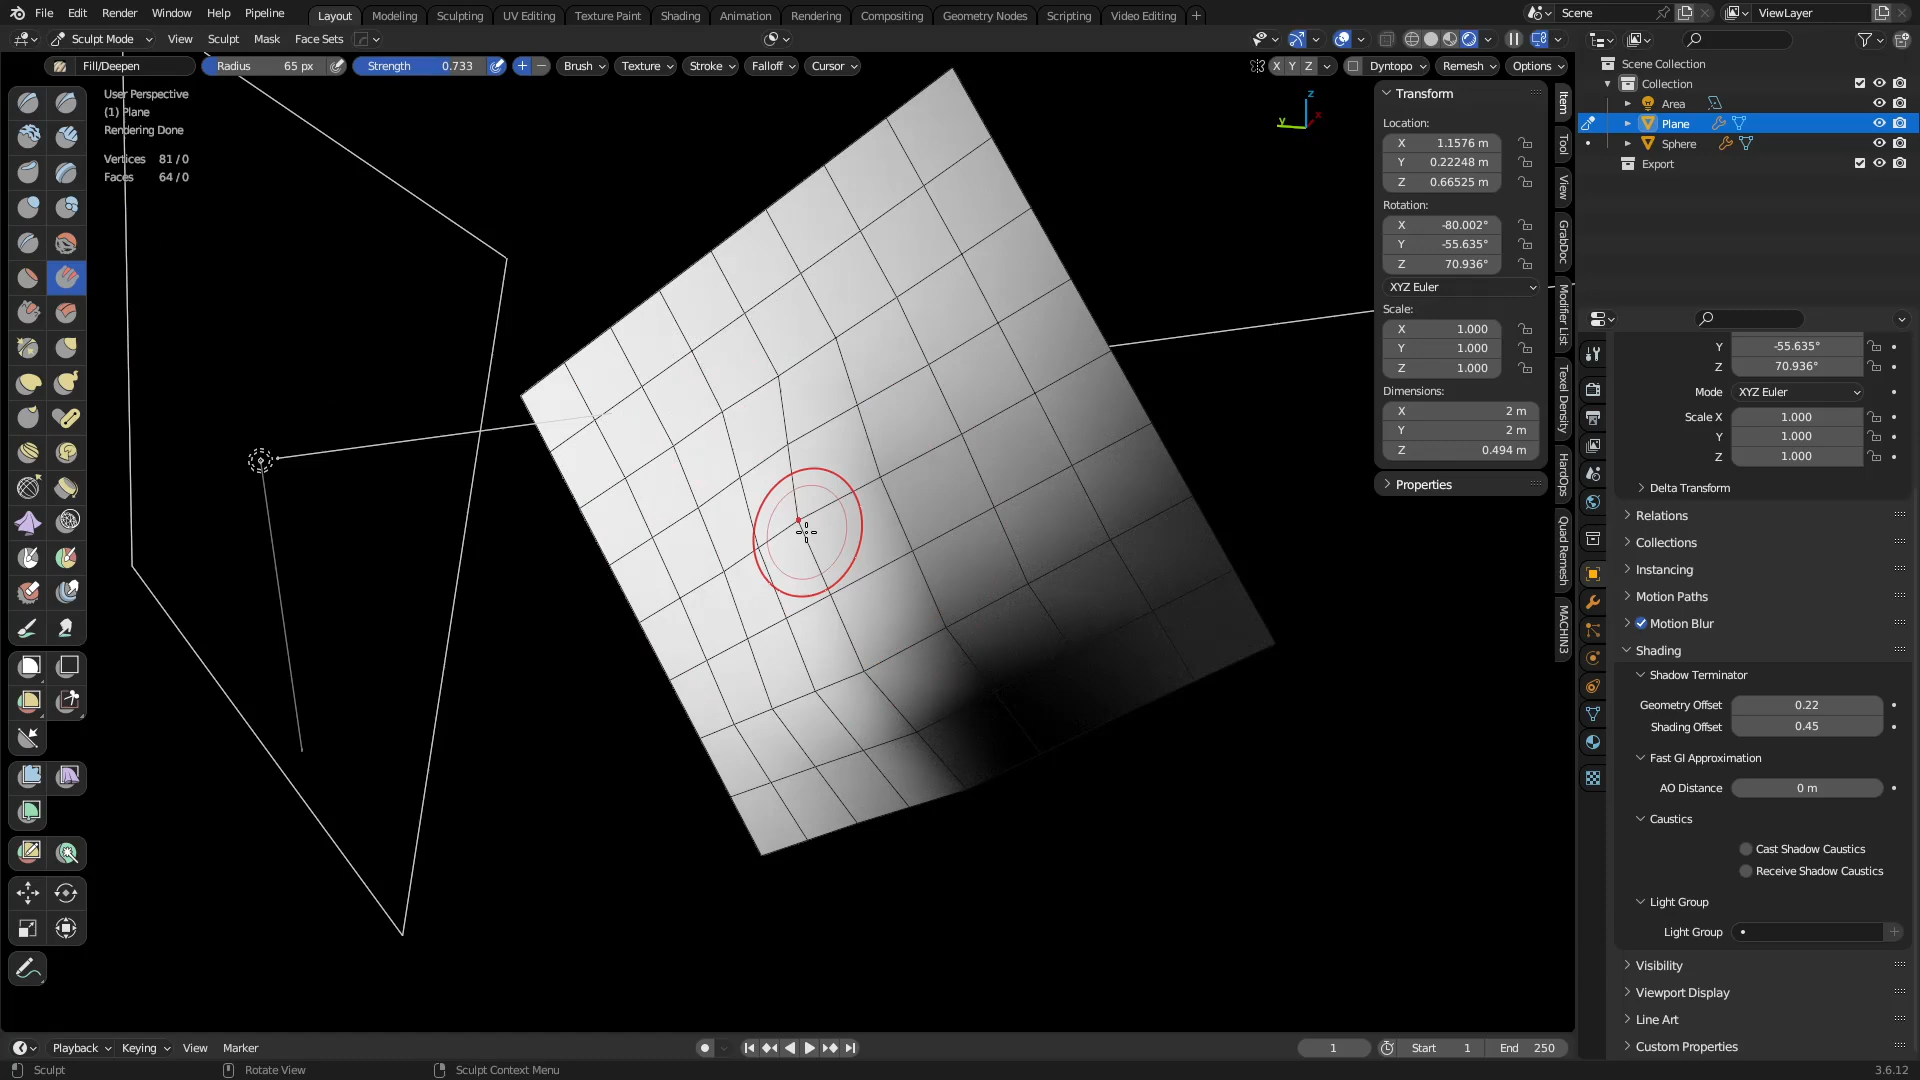 File Edit Render Window Help Pipeline Layout Modeling Sculpting UV Editing Texture Paint Shading Animation Rendering Compositing Geometry Nodes Scripting Video Editing Scene ViewLayer
Sculpt Mode View Sculpt Mask Face Sets
Fill/Deepen Radius 65 px Strength 0.733 Brush Texture Stroke Falloff Cursor X Y Z Dyntopo Remesh Options
User Perspective
(1) Plane
Rendering Done
Vertices 81/0
Faces 64/0
z
y
x
Transform
Location:
X 1.1576 m
Y 0.22248 m
Z 0.66525 m
Rotation:
X -80.002°
Y -55.635°
Z 70.936°
XYZ Euler
Scale:
X 1.000
Y 1.000
Z 1.000
Dimensions:
X 2 m
Y 2 m
Z 0.494 m
Properties
Item
Tool
View
GrabDoc
Modifier List
Texel Density
HardOps
Quad Remesh
MACHIN3
Scene Collection
Collection
Area
Plane
Sphere
Export
Y -55.635°
Z 70.936°
Mode XYZ Euler
Scale X 1.000
Y 1.000
Z 1.000
Delta Transform
Relations
Collections
Instancing
Motion Paths
Motion Blur
Shading
Shadow Terminator
Geometry Offset 0.22
Shading Offset 0.45
Fast GI Approximation
AO Distance 0 m
Caustics
Cast Shadow Caustics
Receive Shadow Caustics
Light Group
Light Group
Visibility
Viewport Display
Line Art
Custom Properties
Playback Keying View Marker 1 Start 1 End 250
Sculpt Rotate View Sculpt Context Menu 3.6.12